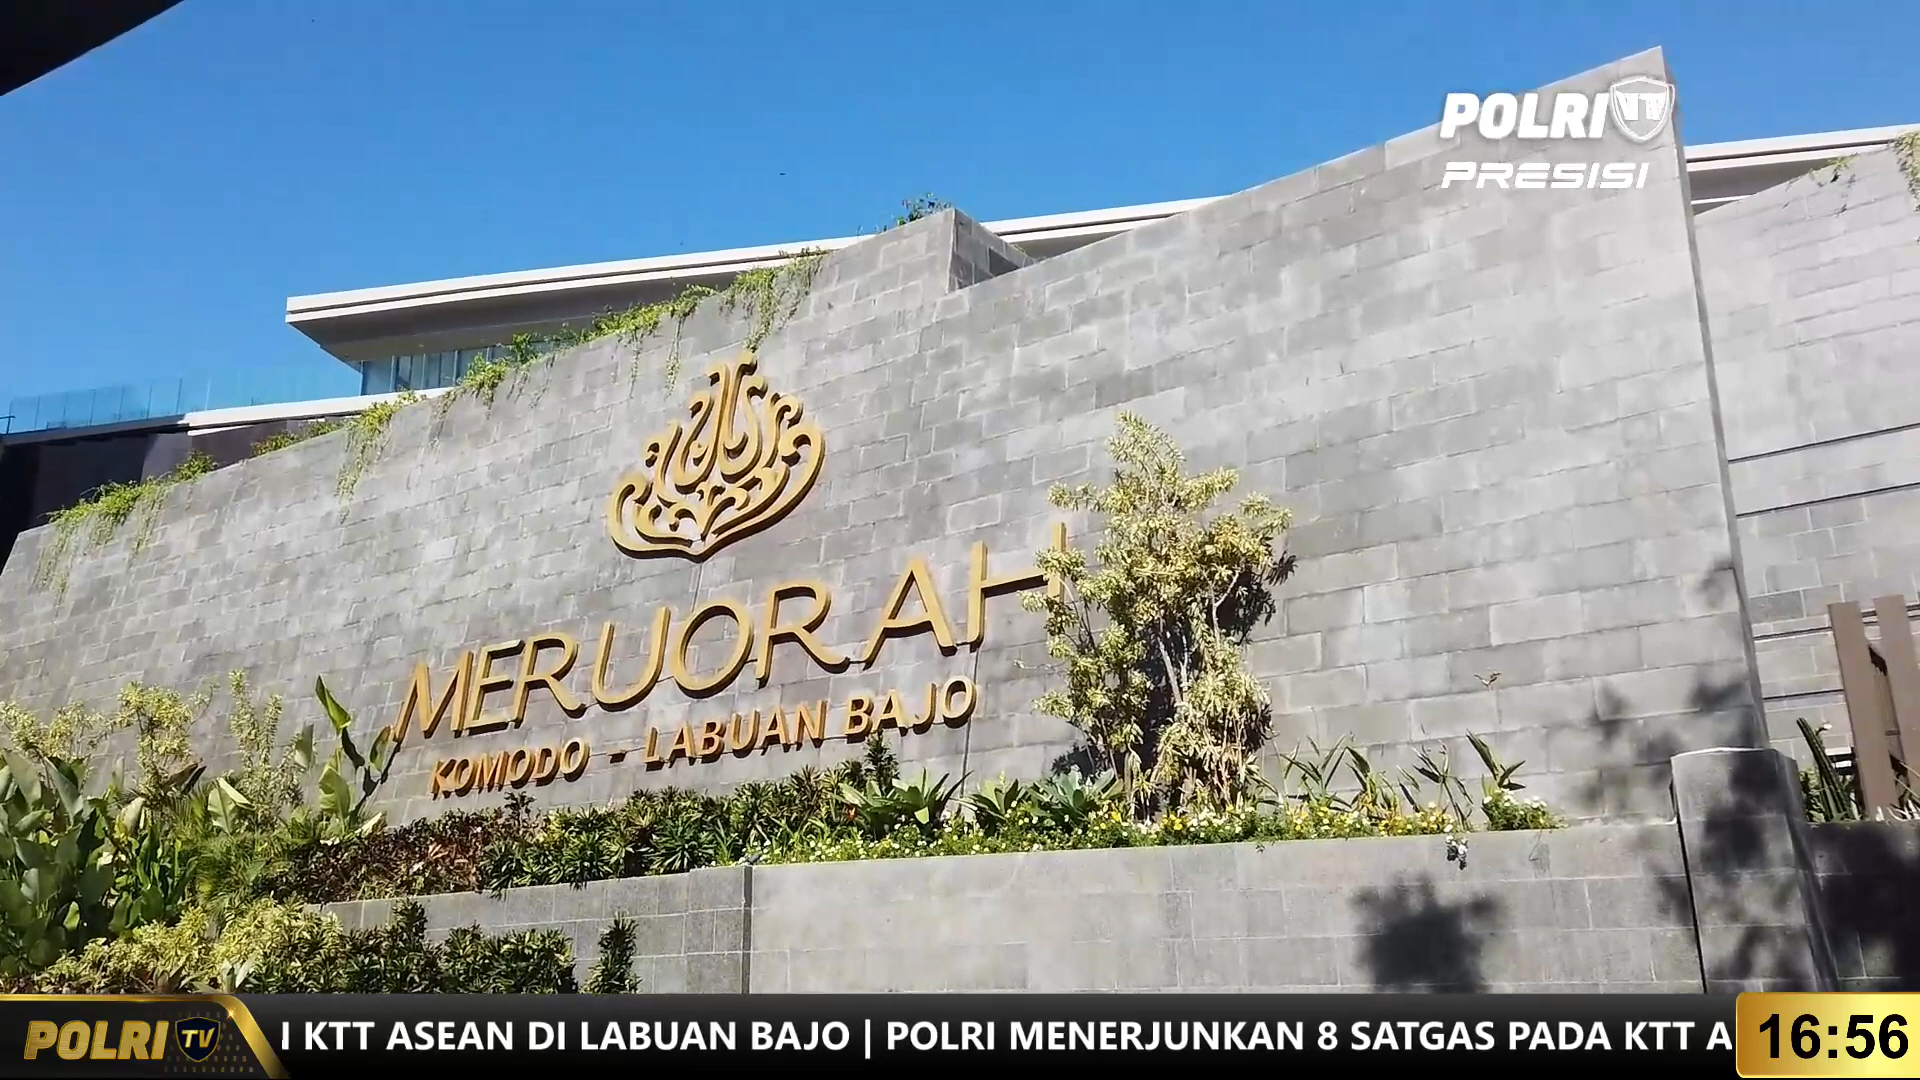 POLRI TV
PRESISI
MERUORAH
KOMODO - LABUAN BAJO
POLRI TV
KTT ASEAN DI LABUAN BAJO | POLRI MENERJUNKAN 8 SATGAS PADA KTT A
16:56